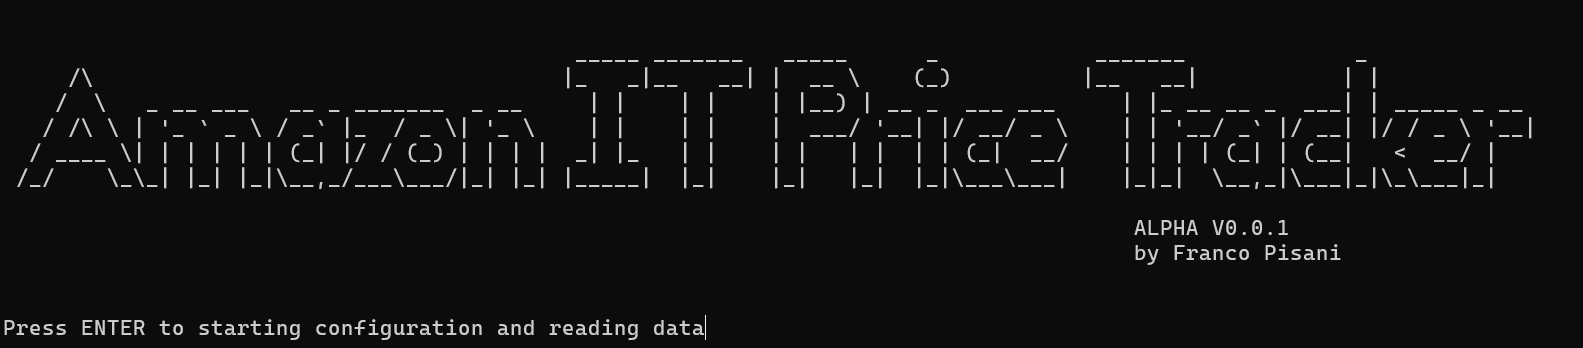 Amazon IT Price Tracker
ALPHA V0.0.1
by Franco Pisani
Press ENTER to starting configuration and reading data